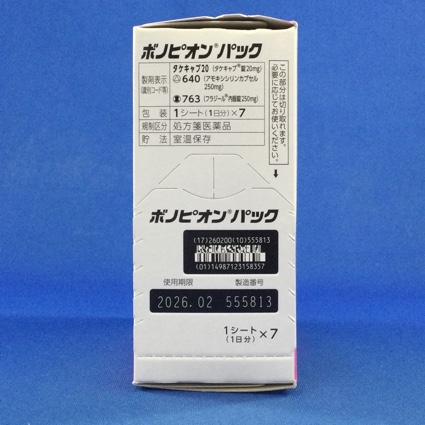 ボノピオン®パック
製剤表示
(識別コード等)
タケキャブ20 (タケキャブ®錠20mg)
640 (アモキシシリンカプセル
250mg)
763 (フラジール®内服錠250mg)
包装 1シート(1日分)×7
規制区分 処方箋医薬品
貯法 室温保存
この部分は切り取れます。
必要に応じてお使いください。
ボノピオン®パック
(17)260200(10)555813
(01)14987123158357
使用期限 製造番号
2026.02 555813
1シート×7
(1日分)